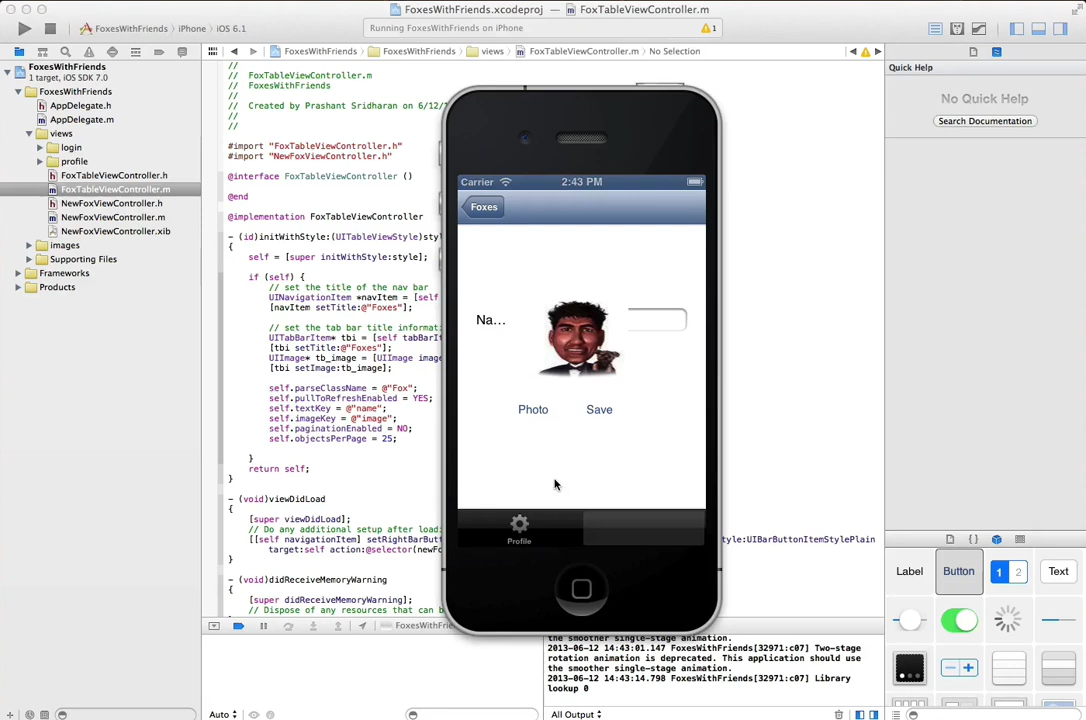 FoxesWithFriends.xcodeproj — FoxTableViewController.m
FoxesWithFriends iPhone iOS 6.1
Running FoxesWithFriends on iPhone
1
FoxesWithFriends
1 target, iOS SDK 7.0
FoxesWithFriends
AppDelegate.h
AppDelegate.m
views
login
profile
FoxTableViewController.h
FoxTableViewController.m
NewFoxViewController.h
NewFoxViewController.m
NewFoxViewController.xib
images
Supporting Files
Frameworks
Products
FoxesWithFriends FoxesWithFriends views FoxTableViewController.m No Selection
//
// FoxTableViewController.m
// FoxesWithFriends
//
// Created by Prashant Sridharan on 6/12/1
//
//
#import "FoxTableViewController.h"
#import "NewFoxViewController.h"
@interface FoxTableViewController ()
@end
@implementation FoxTableViewController
- (id)initWithStyle:(UITableViewStyle)styl
{
self = [super initWithStyle:style];
if (self) {
// set the title of the nav bar
UINavigationItem *navItem = [self
[navItem setTitle:@"Foxes"];
// set the tab bar title informati
UITabBarItem* tbi = [self tabBarI
[tbi setTitle:@"Foxes"];
UIImage* tb_image = [UIImage imag
[tbi setImage:tb_image];
self.parseClassName = @"Fox";
self.pullToRefreshEnabled = YES;
self.textKey = @"name";
self.imageKey = @"image";
self.paginationEnabled = NO;
self.objectsPerPage = 25;
}
return self;
}
- (void)viewDidLoad
{
[super viewDidLoad];
// Do any additional setup after loadi
[[self navigationItem] setRightBarButt
target:self action:@selector(newFo
tyle:UIBarButtonItemStylePlain
}
- (void)didReceiveMemoryWarning
{
[super didReceiveMemoryWarning];
// Dispose of any resources that can b
Carrier 2:43 PM
Foxes
Na...
Photo Save
Profile
FoxesWithFrie
the smoother single-stage animation.
2013-06-12 14:43:01.147 FoxesWithFriends[32971:c07] Two-stage
rotation animation is deprecated. This application should use
the smoother single-stage animation.
2013-06-12 14:43:14.798 FoxesWithFriends[32971:c07] Library
lookup 0
Auto
All Output
Quick Help
No Quick Help
Search Documentation
Label Button 1 2 Text